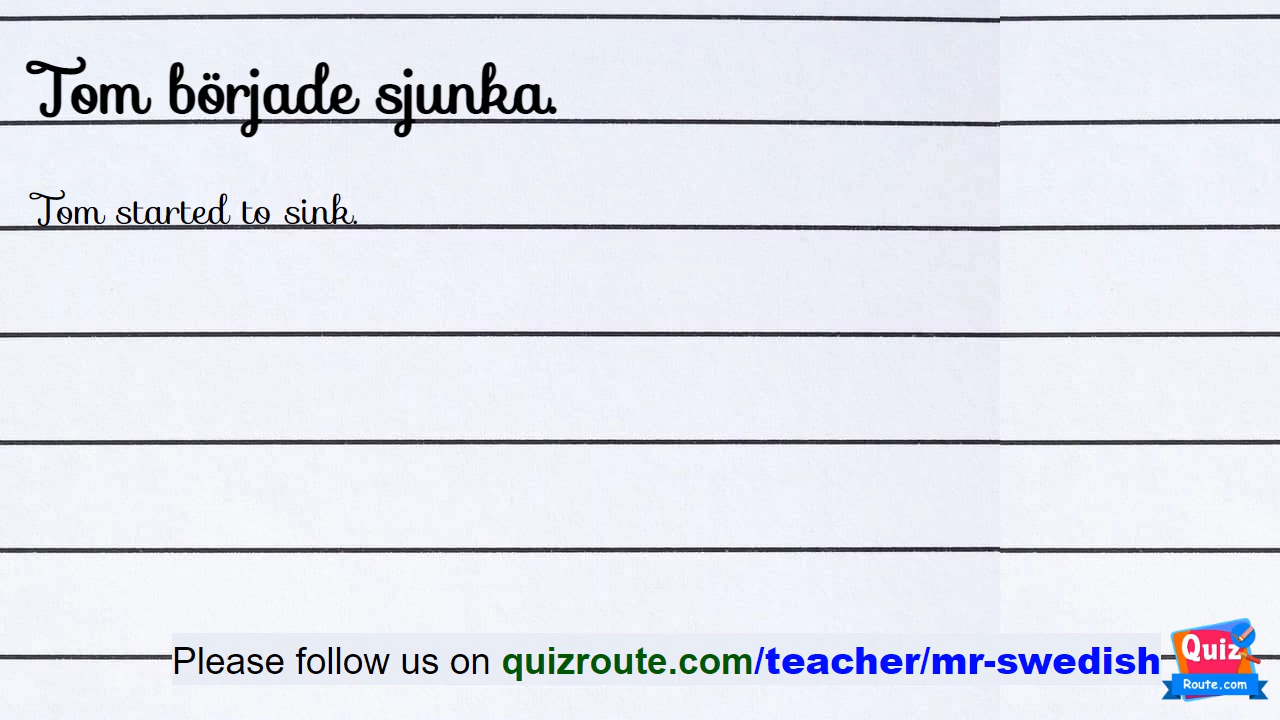 Tom började sjunka.
Tom started to sink.
Please follow us on quizroute.com/teacher/mr-swedish
Quiz
Route.com